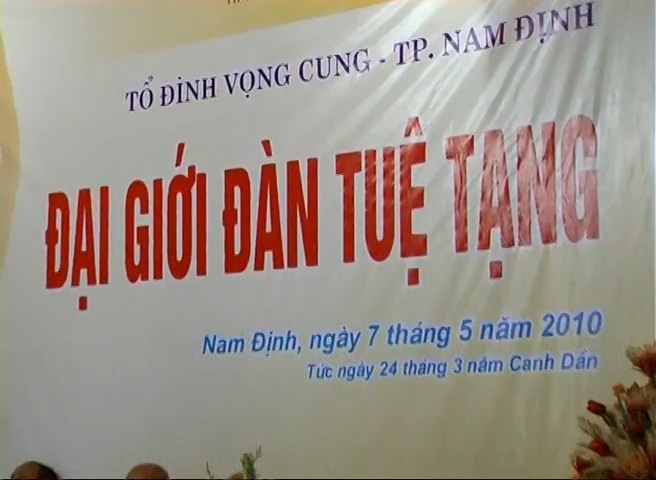 TỔ ĐÌNH VỌNG CUNG - TP. NAM ĐỊNH
ĐẠI GIỚI ĐÀN TUỆ TẠNG
Nam Định, ngày 7 tháng 5 năm 2010
Tức ngày 24 tháng 3 năm Canh Dần